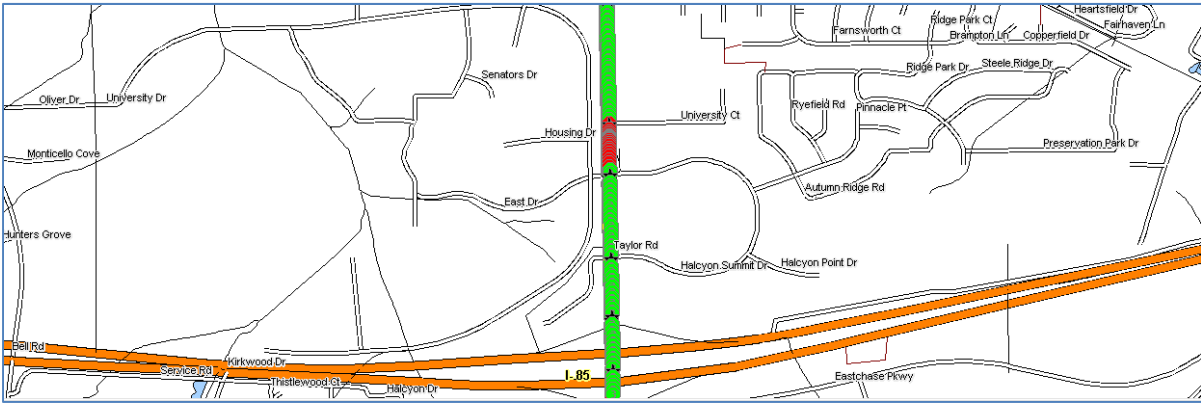 Heartsfield Dr
Ridge Park Ct
Fairhaven Ln
Farnsworth Ct
Brampton Ln
Copperfield Dr
Steele Ridge Dr
Ridge Park Dr
Senators Dr
Oliver Dr
University Dr
Ryefield Rd
Pinnacle Pt
University Ct
Housing Dr
Preservation Park Dr
Monticello Cove
Autumn Ridge Rd
East Dr
Hunters Grove
Taylor Rd
Halcyon Summit Dr
Halcyon Point Dr
Bell Rd
Kirkwood Dr
Service Rd
I-85
Eastchase Pkwy
Thistlewood Ct
Halcyon Dr